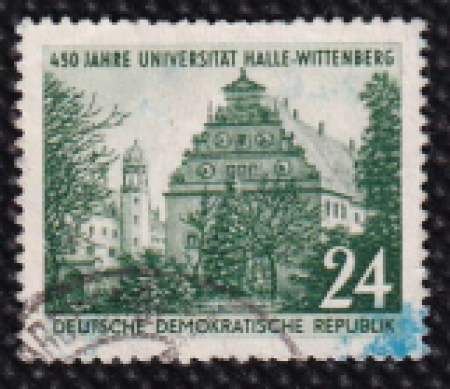 450 JAHRE UNIVERSITÄT HALLE-WITTENBERG
24
DEUTSCHE DEMOKRATISCHE REPUBLIK